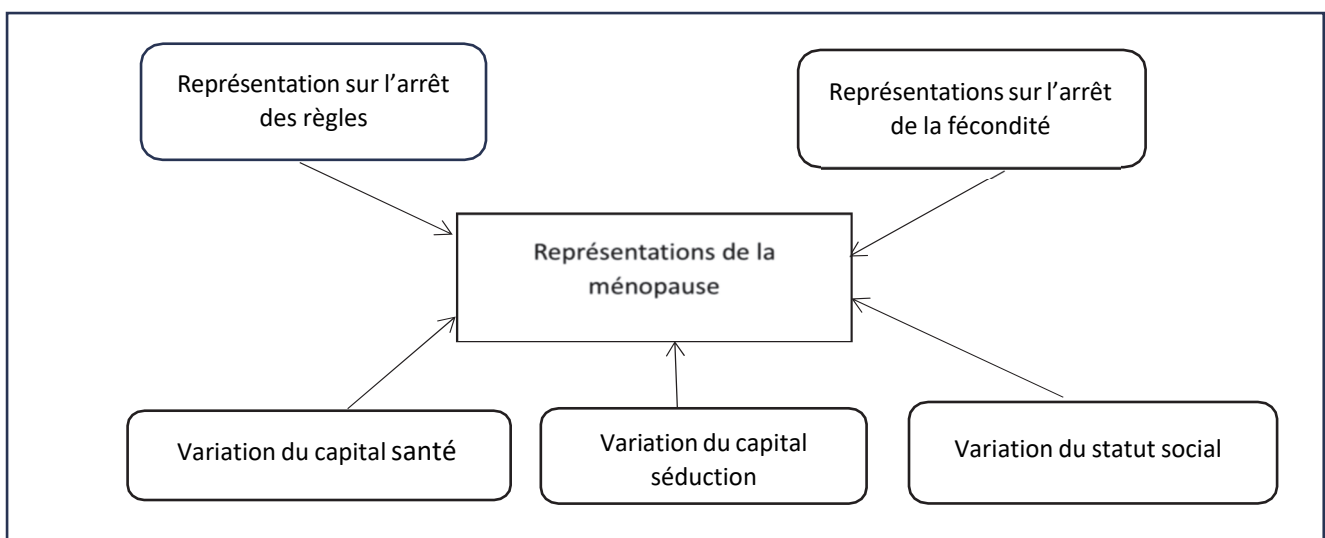 Représentation sur l’arrêt
des règles
Représentations sur l’arrêt
de la fécondité
Représentations de la
ménopause
Variation du capital santé
Variation du capital
séduction
Variation du statut social